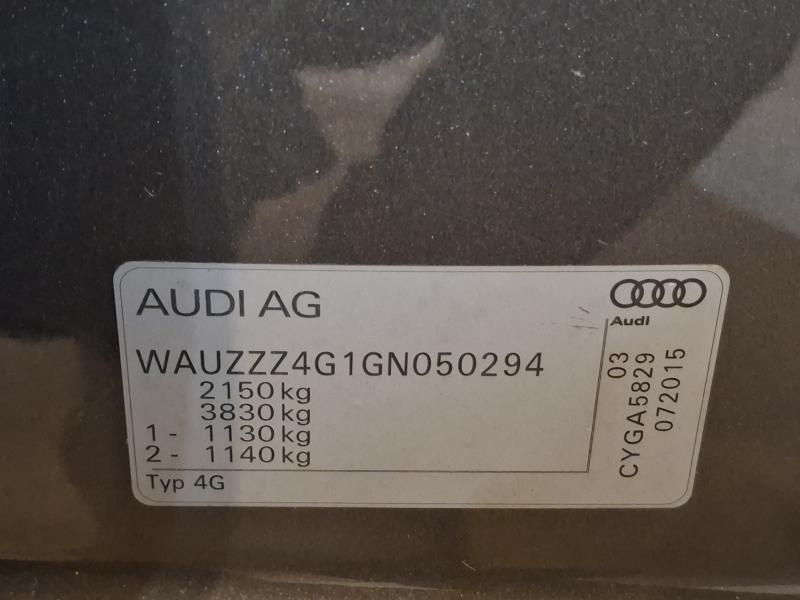 AUDI AG
Audi
WAUZZZ4G1GN050294
2150 kg
3830 kg
1 - 1130 kg
2 - 1140 kg
Typ 4G
03
CYGA5829
072015